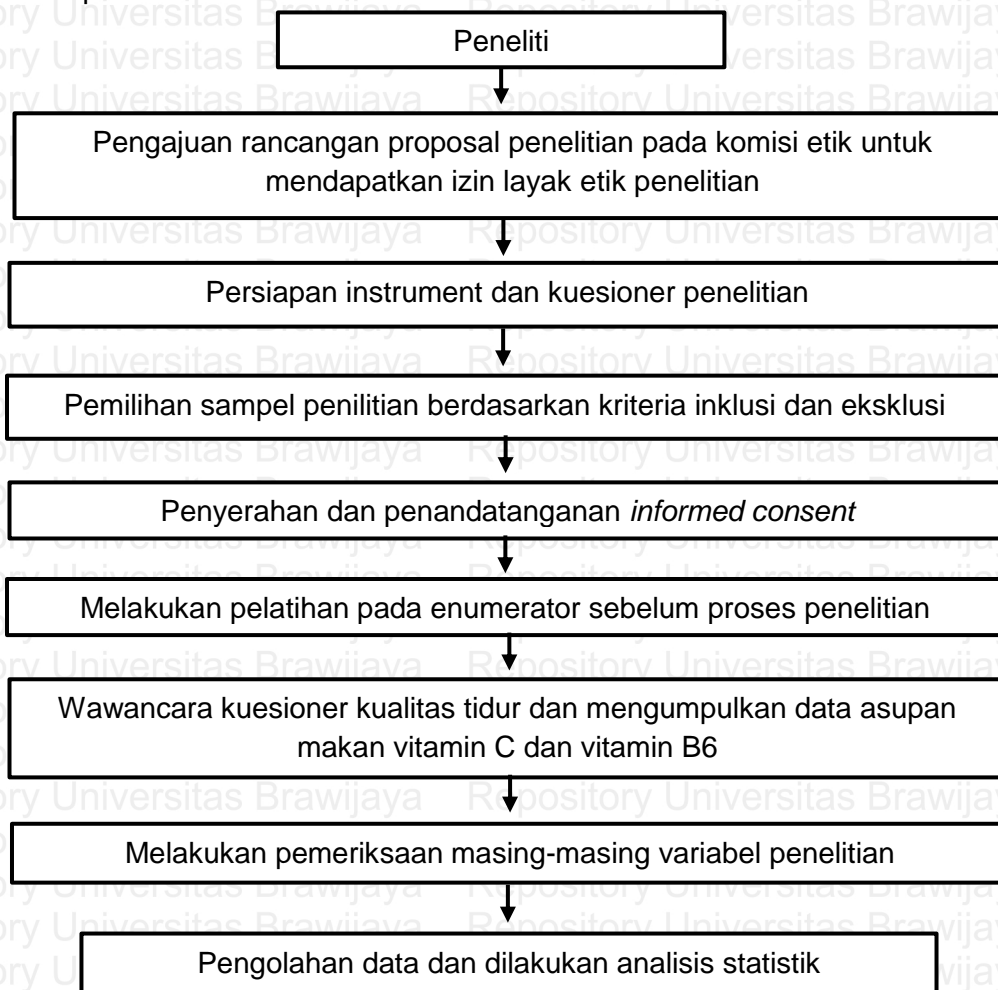 Peneliti
Pengajuan rancangan proposal penelitian pada komisi etik untuk
mendapatkan izin layak etik penelitian
Persiapan instrument dan kuesioner penelitian
Pemilihan sampel penilitian berdasarkan kriteria inklusi dan eksklusi
Penyerahan dan penandatanganan informed consent
Melakukan pelatihan pada enumerator sebelum proses penelitian
Wawancara kuesioner kualitas tidur dan mengumpulkan data asupan
makan vitamin C dan vitamin B6
Melakukan pemeriksaan masing-masing variabel penelitian
Pengolahan data dan dilakukan analisis statistik